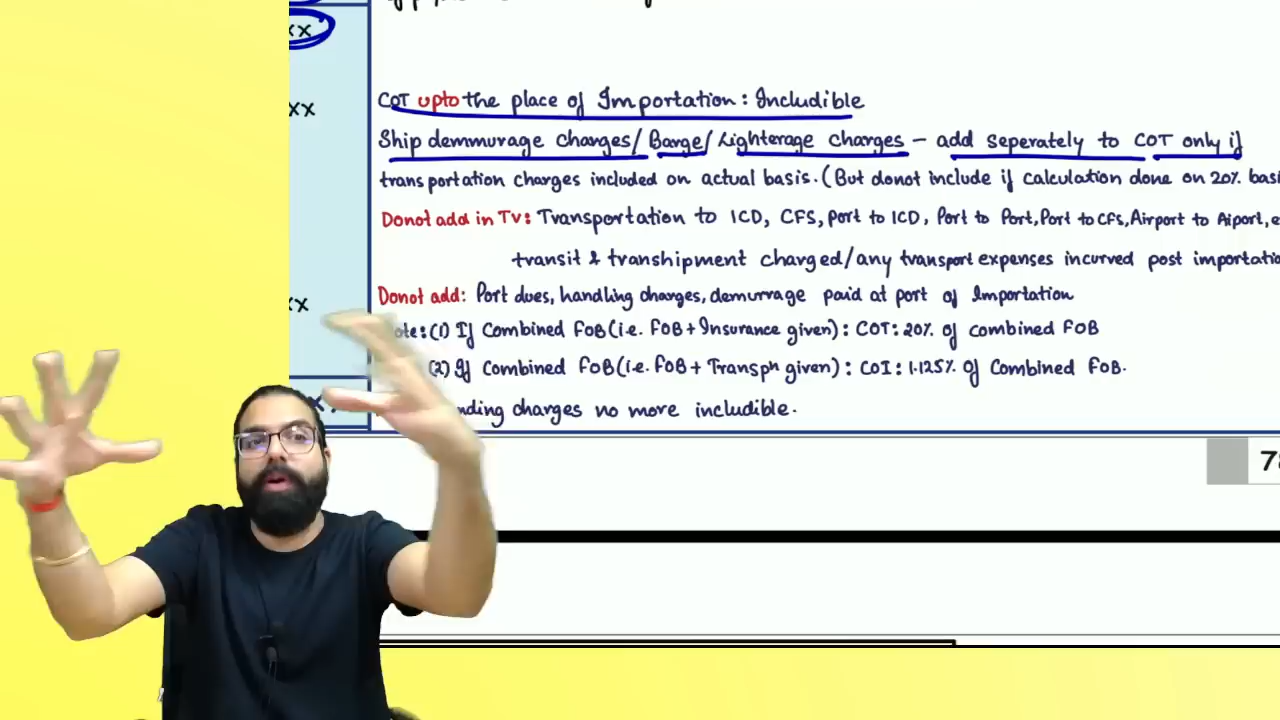 xx
COT upto the place of Importation : Includible
xx
Ship demmurage charges/ Barge/ Lighterage charges – add seperately to COT only if
transportation charges included on actual basis. (But donot include if calculation done on 20% basi
Donot add in TV: Transportation to ICD, CFS, port to ICD, Port to Port, Port to CFS, Airport to Aiport, e
transit & transhipment charged/any transport expenses incurred post importatio
xx
Donot add: Port dues, handling charges, demurrage paid at port of Importation
ote: (1) If Combined FOB (i.e. FOB + Insurance given) : COT : 20% of combined FOB
(2) If Combined FOB (i.e. FOB + Transpn given) : COI : 1.125% of Combined FOB.
nding charges no more includible.